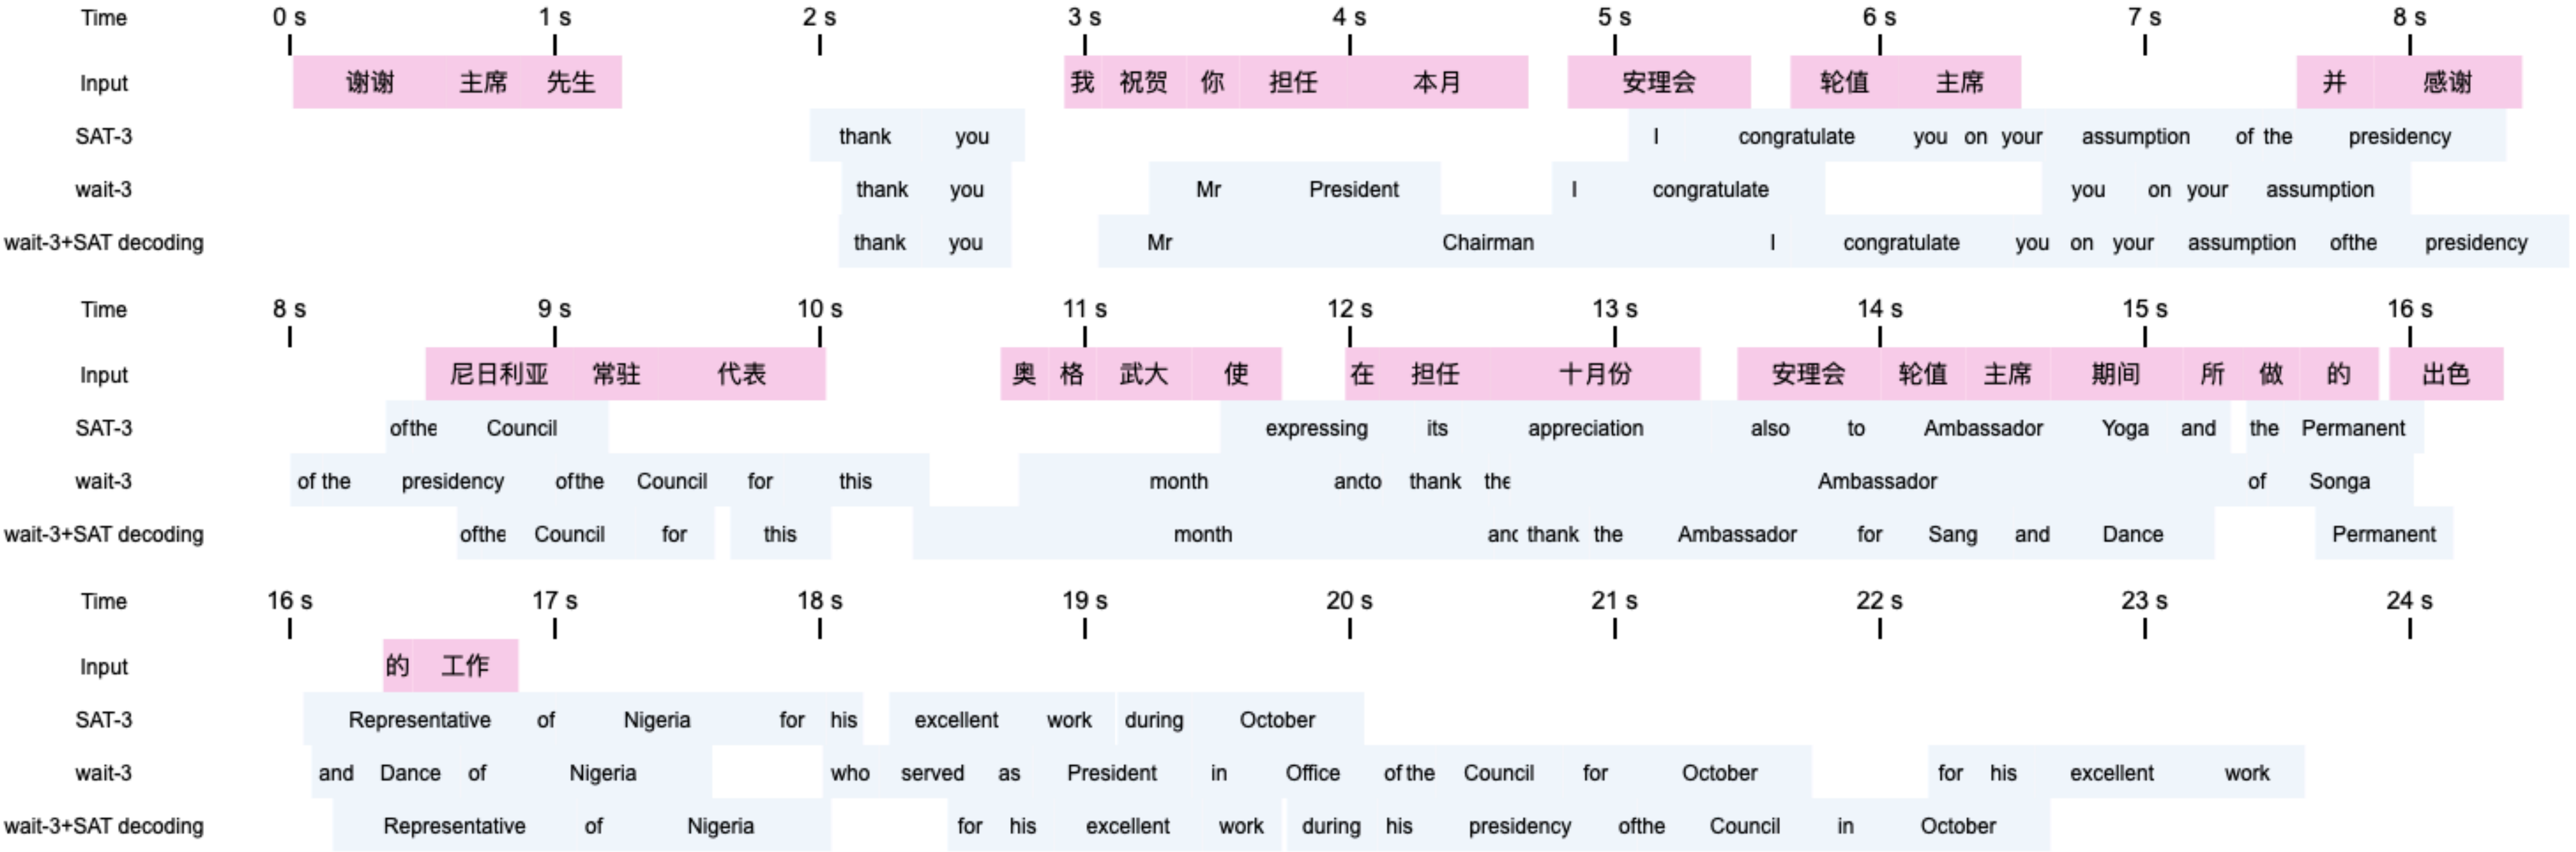 Time 0 s 1 s 2 s 3 s 4 s 5 s 6 s 7 s 8 s
Input 谢谢 主席 先生 我 祝贺 你 担任 本月 安理会 轮值 主席 并 感谢
SAT-3 thank you I congratulate you on your assumption of the presidency
wait-3 thank you Mr President I congratulate you on your assumption
wait-3+SAT decoding thank you Mr Chairman I congratulate you on your assumption ofthe presidency
Time 8 s 9 s 10 s 11 s 12 s 13 s 14 s 15 s 16 s
Input 尼日利亚 常驻 代表 奥 格 武大 使 在 担任 十月份 安理会 轮值 主席 期间 所 做 的 出色
SAT-3 ofthe Council expressing its appreciation also to Ambassador Yoga and the Permanent
wait-3 of the presidency ofthe Council for this month andto thank the Ambassador of Songa
wait-3+SAT decoding ofthe Council for this month and thank the Ambassador for Sang and Dance Permanent
Time 16 s 17 s 18 s 19 s 20 s 21 s 22 s 23 s 24 s
Input 的 工作
SAT-3 Representative of Nigeria for his excellent work during October
wait-3 and Dance of Nigeria who served as President in Office of the Council for October for his excellent work
wait-3+SAT decoding Representative of Nigeria for his excellent work during his presidency ofthe Council in October